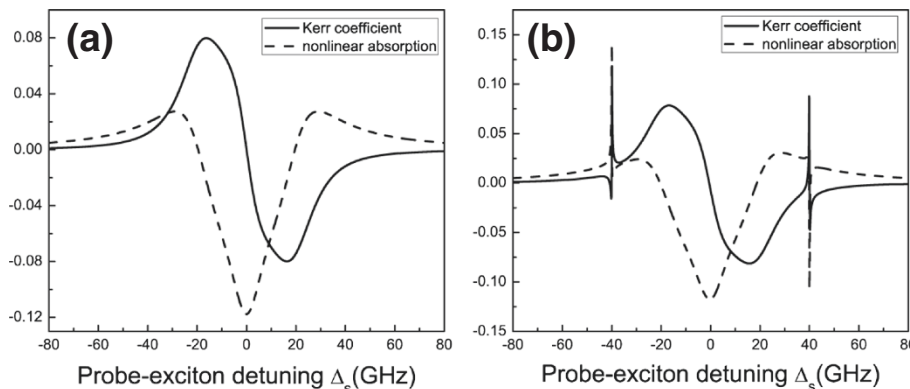 (a)
Kerr coefficient
nonlinear absorption
0.08
0.04
0.00
-0.04
-0.08
-0.12
-80 -60 -40 -20 0 20 40 60 80
Probe-exciton detuning Δs(GHz)
(b)
Kerr coefficient
nonlinear absorption
0.15
0.10
0.05
0.00
-0.05
-0.10
-0.15
-80 -60 -40 -20 0 20 40 60 80
Probe-exciton detuning Δs(GHz)